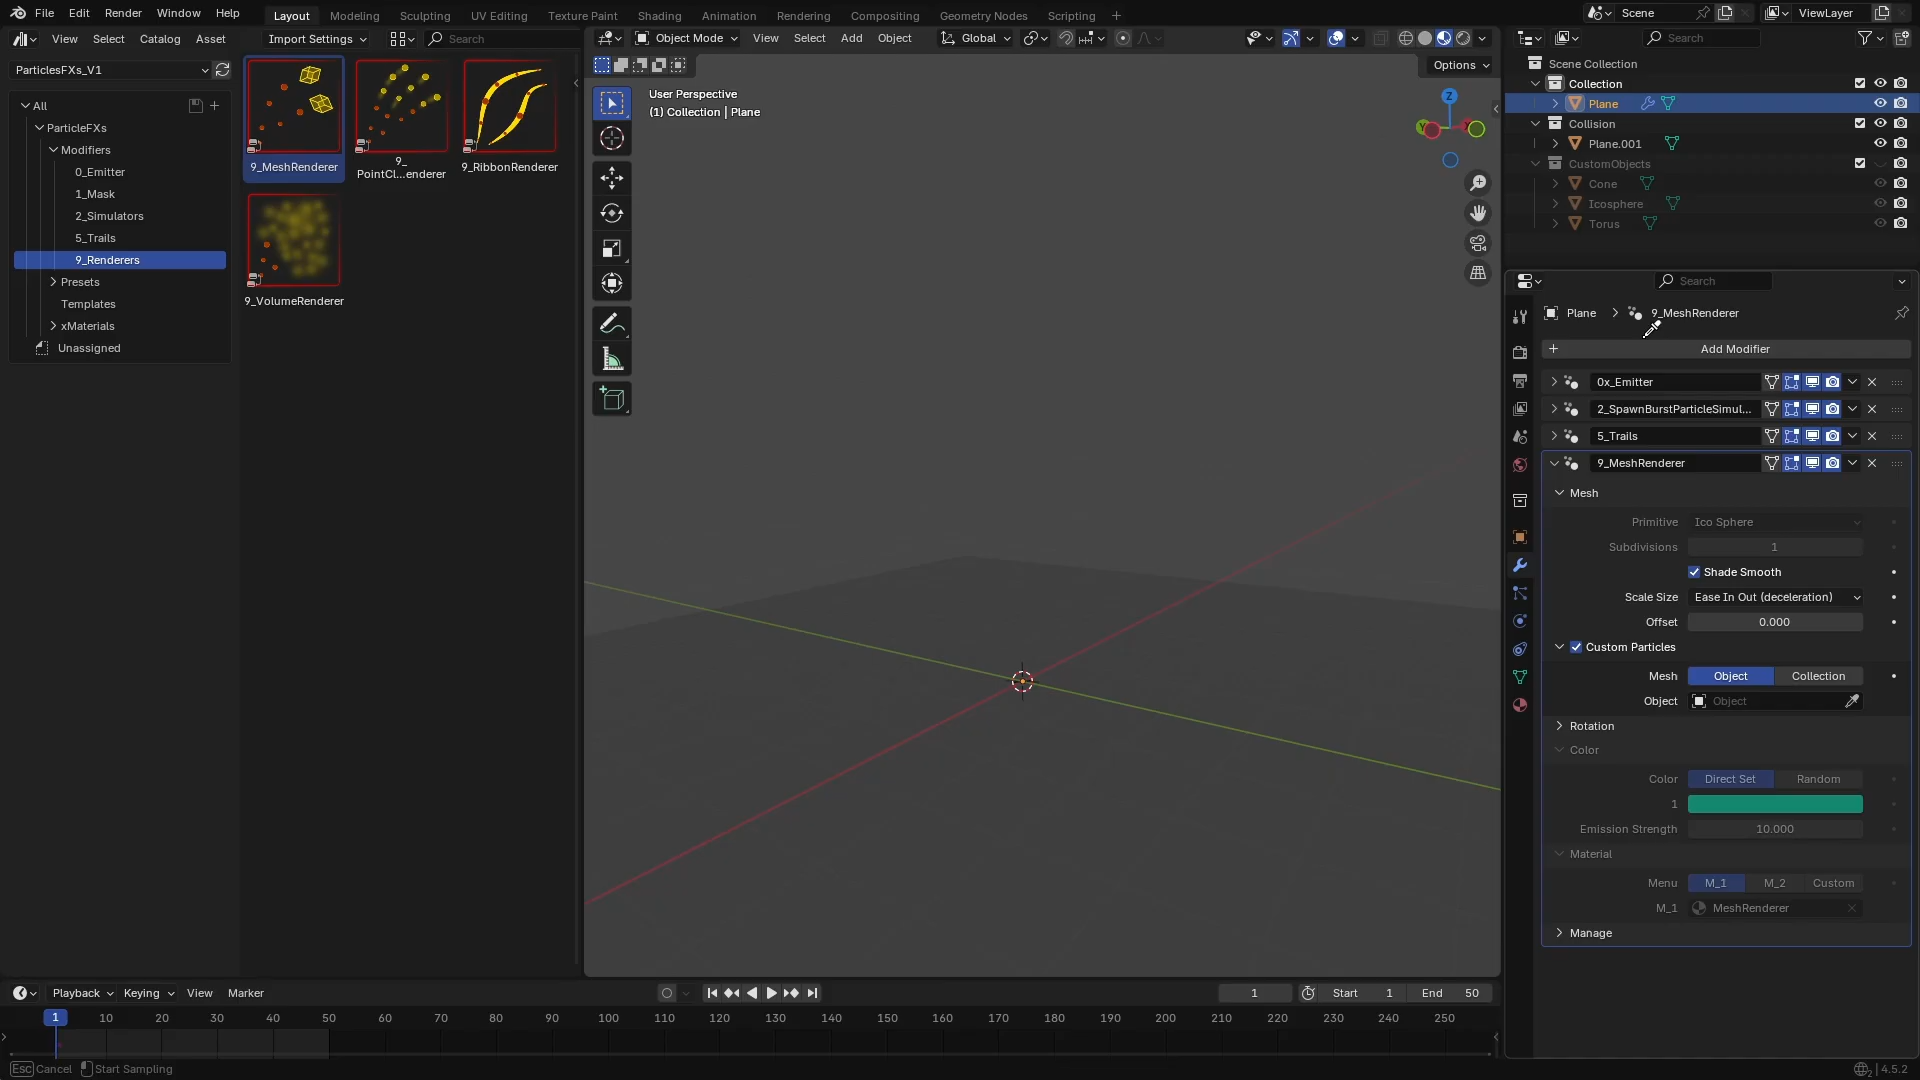 File Edit Render Window Help
Layout Modeling Sculpting UV Editing Texture Paint Shading Animation Rendering Compositing Geometry Nodes Scripting
Scene ViewLayer
View Select Catalog Asset Import Settings Search
Object Mode View Select Add Object Global
Search
Options
ParticlesFXs_V1
All
ParticleFXs
Modifiers
0_Emitter
1_Mask
2_Simulators
5_Trails
9_Renderers
Presets
Templates
xMaterials
Unassigned
9_MeshRenderer
9_
PointCl...enderer
9_RibbonRenderer
9_VolumeRenderer
User Perspective
(1) Collection | Plane
Z
Y
Scene Collection
Collection
Plane
Collision
Plane.001
CustomObjects
Cone
Icosphere
Torus
Search
Plane 9_MeshRenderer
Add Modifier
0x_Emitter
2_SpawnBurstParticleSimul...
5_Trails
9_MeshRenderer
Mesh
Primitive Ico Sphere
Subdivisions 1
Shade Smooth
Scale Size Ease In Out (deceleration)
Offset 0.000
Custom Particles
Mesh Object Collection
Object Object
Rotation
Color
Color Direct Set Random
1
Emission Strength 10.000
Material
Menu M_1 M_2 Custom
M_1 MeshRenderer
Manage
Playback Keying View Marker
1 Start 1 End 50
1 10 20 30 40 50 60 70 80 90 100 110 120 130 140 150 160 170 180 190 200 210 220 230 240 250
Esc Cancel Start Sampling
4.5.2